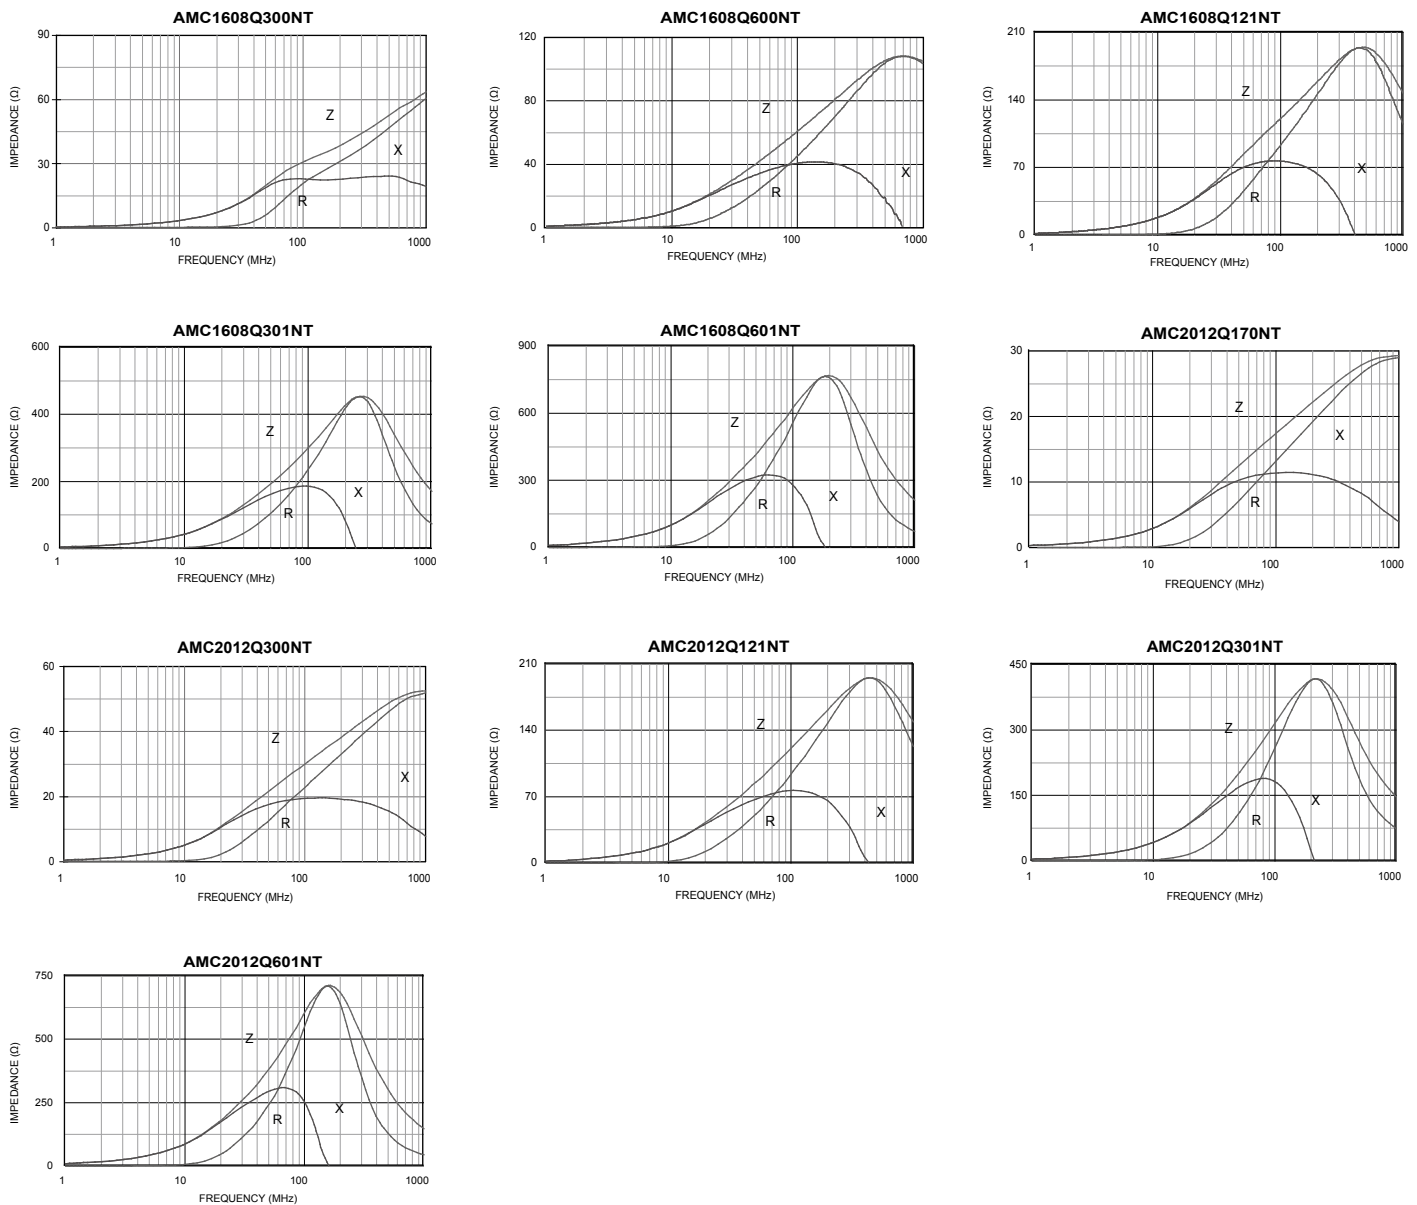 AMC1608Q300NT
IMPEDANCE (Ω)
90
60
30
0
Z
X
R
1
10
100
1000
FREQUENCY (MHz)
AMC1608Q600NT
IMPEDANCE (Ω)
120
80
40
0
Z
X
R
1
10
100
1000
FREQUENCY (MHz)
AMC1608Q121NT
IMPEDANCE (Ω)
210
140
70
0
Z
X
R
1
10
100
1000
FREQUENCY (MHz)
AMC1608Q301NT
IMPEDANCE (Ω)
600
400
200
0
Z
X
R
1
10
100
1000
FREQUENCY (MHz)
AMC1608Q601NT
IMPEDANCE (Ω)
900
600
300
0
Z
X
R
1
10
100
1000
FREQUENCY (MHz)
AMC2012Q170NT
IMPEDANCE (Ω)
30
20
10
0
Z
X
R
1
10
100
1000
FREQUENCY (MHz)
AMC2012Q300NT
IMPEDANCE (Ω)
60
40
20
0
Z
X
R
1
10
100
1000
FREQUENCY (MHz)
AMC2012Q121NT
IMPEDANCE (Ω)
210
140
70
0
Z
X
R
1
10
100
1000
FREQUENCY (MHz)
AMC2012Q301NT
IMPEDANCE (Ω)
450
300
150
0
Z
X
R
1
10
100
1000
FREQUENCY (MHz)
AMC2012Q601NT
IMPEDANCE (Ω)
750
500
250
0
Z
X
R
1
10
100
1000
FREQUENCY (MHz)